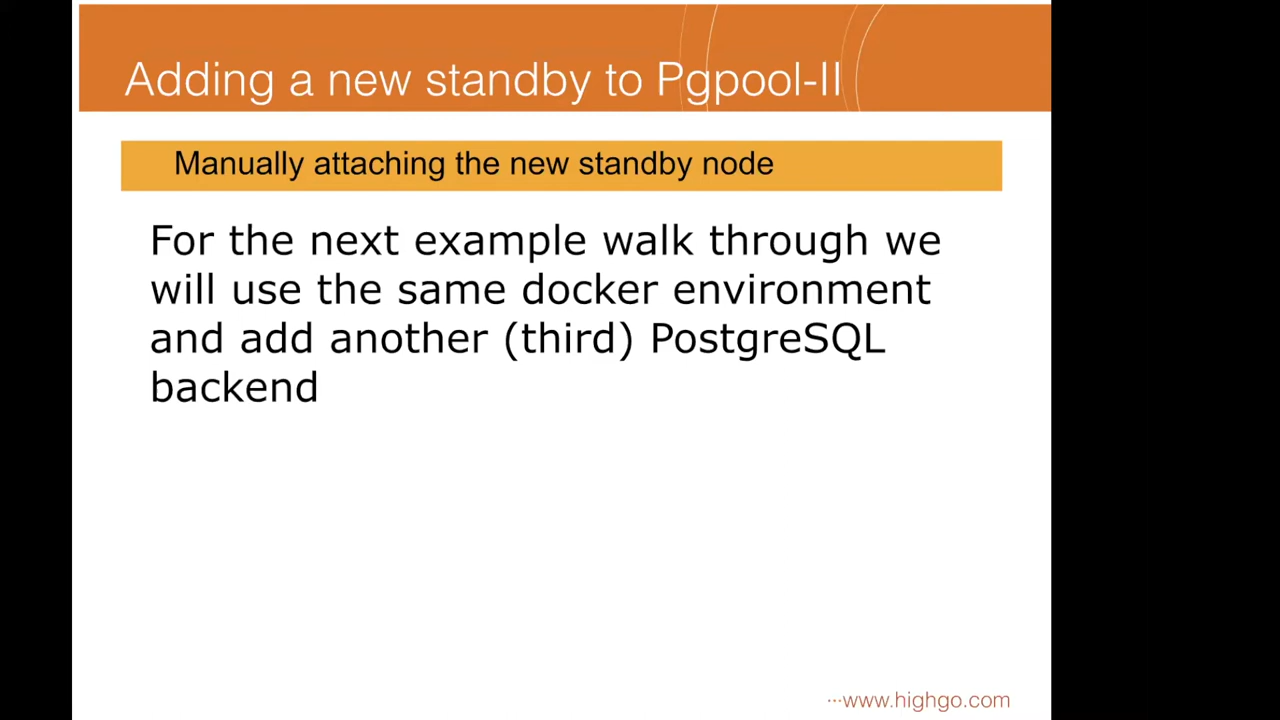 Adding a new standby to Pgpool-II
Manually attaching the new standby node
For the next example walk through we
will use the same docker environment
and add another (third) PostgreSQL
backend
···www.highgo.com